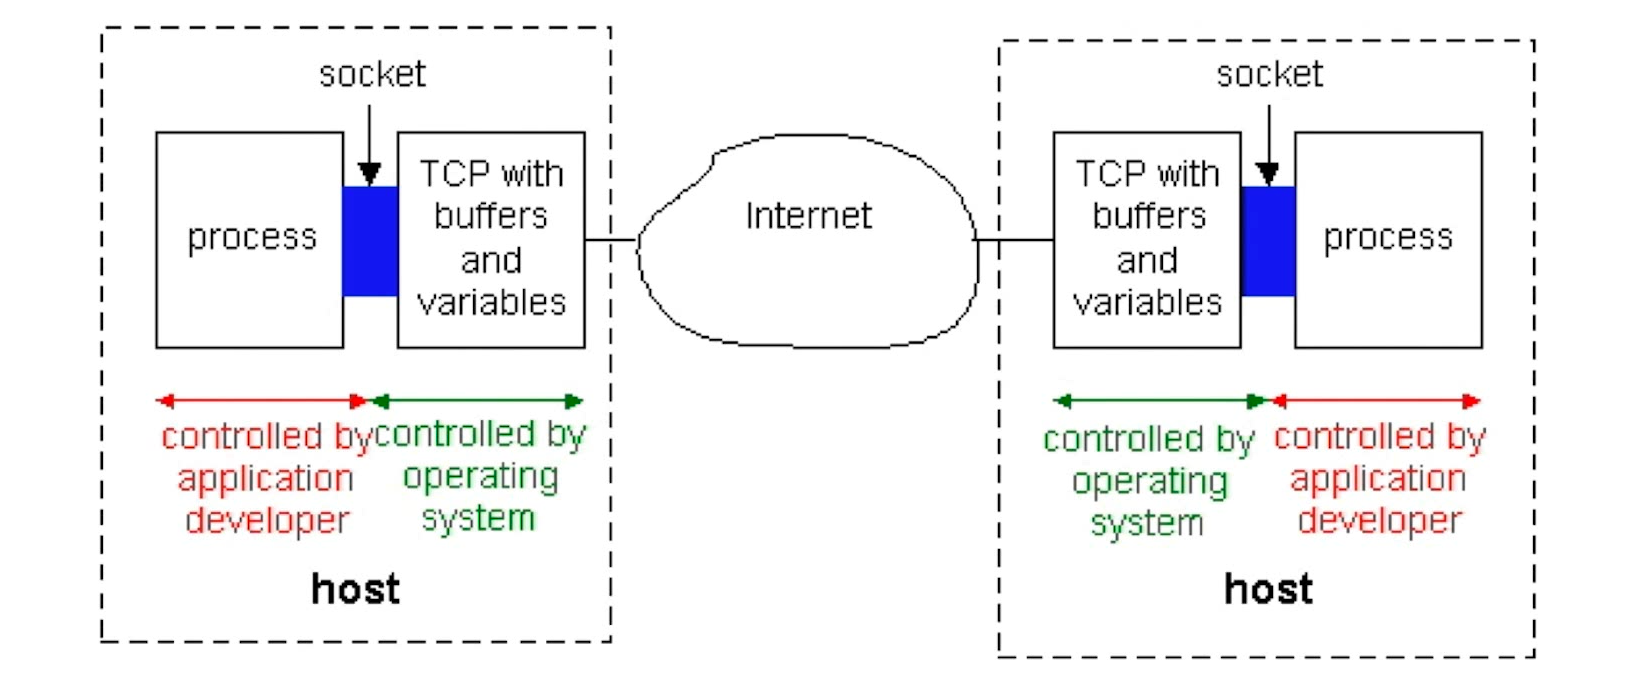 socket
process
TCP with
buffers
and
variables
controlled by
application
developer
controlled by
operating
system
host
Internet
socket
TCP with
buffers
and
variables
process
controlled by
operating
system
controlled by
application
developer
host